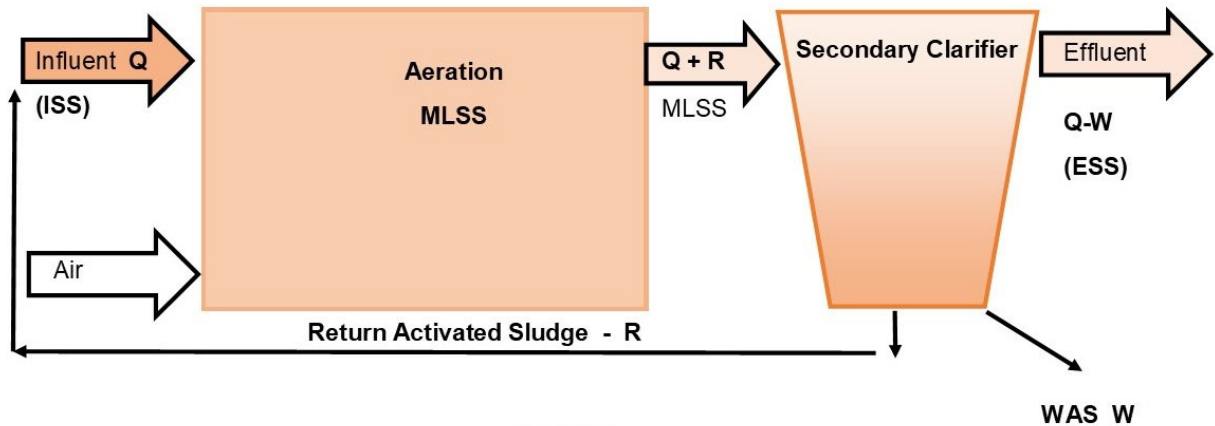 Influent Q
(ISS)
Aeration
MLSS
Q + R
MLSS
Secondary Clarifier
Effluent
Q-W
(ESS)
Air
Return Activated Sludge - R
WAS W